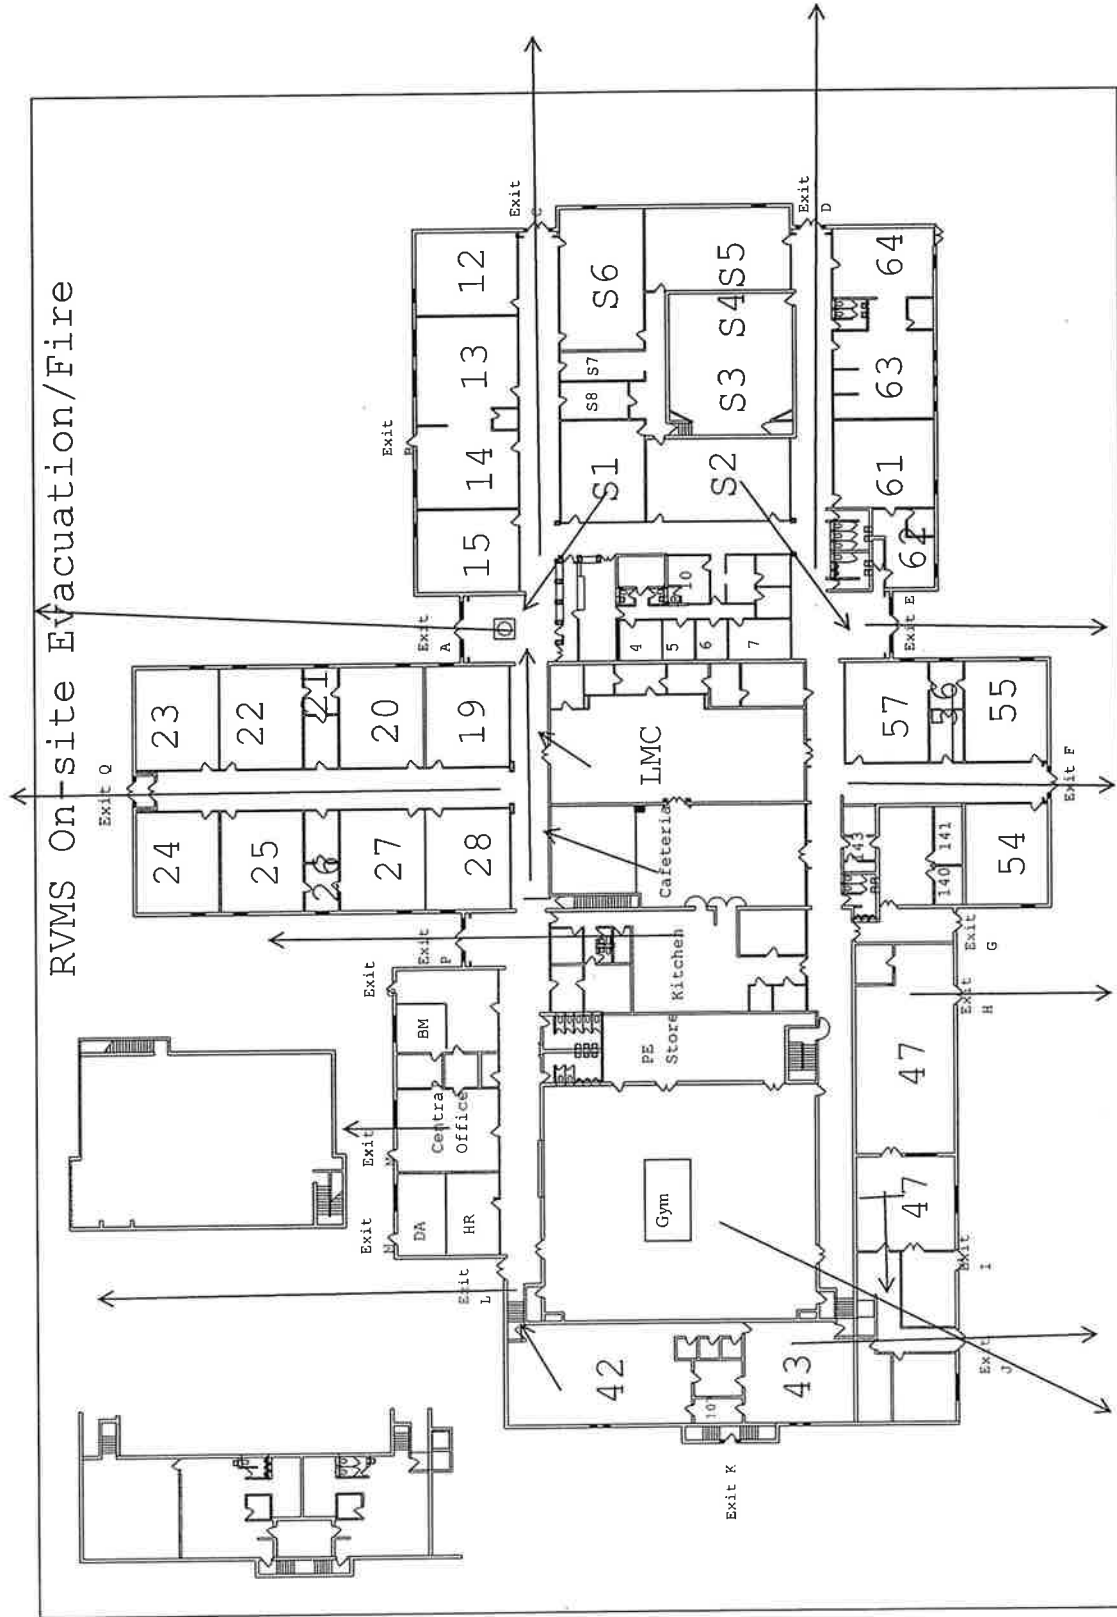 RVMS On-site Evacuation/Fire
Exit Q
Exit
A
Exit
B
Exit
C
Exit
D
Exit
P
Exit
Exit
Exit
N
Exit
L
23
22
21
20
19
24
25
26
27
28
15
14
13
12
S6
S7
S8
S1
S2
S3
S4
S5
10
4
5
6
7
LMC
Cafeteria
Kitchen
PE
Store
BM
Centra
Office
DA
HR
Gym
42
43
107
47
47
57
36
55
54
143
141
140
62
61
63
64
Exit E
Exit F
Exit
G
Exit
H
Exit
I
Exit
J
Exit K